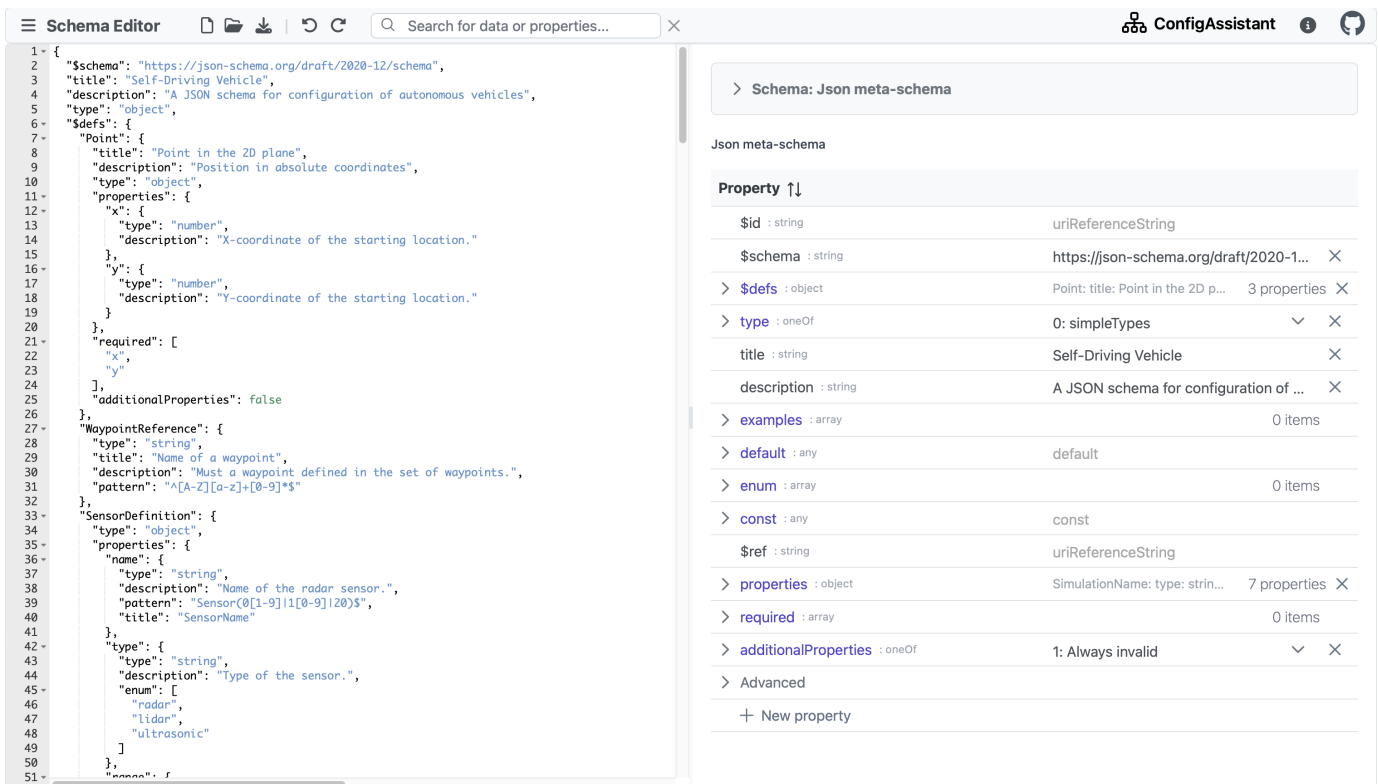 Schema Editor
Search for data or properties...
ConfigAssistant
1 {
2 "$schema": "https://json-schema.org/draft/2020-12/schema",
3 "title": "Self-Driving Vehicle",
4 "description": "A JSON schema for configuration of autonomous vehicles",
5 "type": "object",
6 "$defs": {
7 "Point": {
8 "title": "Point in the 2D plane",
9 "description": "Position in absolute coordinates",
10 "type": "object",
11 "properties": {
12 "x": {
13 "type": "number",
14 "description": "X-coordinate of the starting location."
15 },
16 "y": {
17 "type": "number",
18 "description": "Y-coordinate of the starting location."
19 }
20 },
21 "required": [
22 "x",
23 "y"
24 ],
25 "additionalProperties": false
26 },
27 "WaypointReference": {
28 "type": "string",
29 "title": "Name of a waypoint",
30 "description": "Must a waypoint defined in the set of waypoints.",
31 "pattern": "^[A-Z][a-z]+[0-9]*$"
32 },
33 "SensorDefinition": {
34 "type": "object",
35 "properties": {
36 "name": {
37 "type": "string",
38 "description": "Name of the radar sensor.",
39 "pattern": "Sensor(0[1-9]|1[0-9]|20)$",
40 "title": "SensorName"
41 },
42 "type": {
43 "type": "string",
44 "description": "Type of the sensor.",
45 "enum": [
46 "radar",
47 "lidar",
48 "ultrasonic"
49 ]
50 },
51 "range": {
Schema: Json meta-schema
Json meta-schema
Property
$id : string uriReferenceString
$schema : string https://json-schema.org/draft/2020-1...
$defs : object Point: title: Point in the 2D p... 3 properties
type : oneOf 0: simpleTypes
title : string Self-Driving Vehicle
description : string A JSON schema for configuration of ...
examples : array 0 items
default : any default
enum : array 0 items
const : any const
$ref : string uriReferenceString
properties : object SimulationName: type: strin... 7 properties
required : array 0 items
additionalProperties : oneOf 1: Always invalid
Advanced
New property